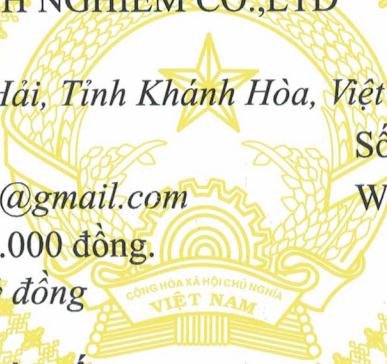 H NGHIEM CO.,LTD
Hải, Tỉnh Khánh Hòa, Việt
Số
@gmail.com
W
.000 đồng.
đồng
CỘNG HÒA XÃ HỘI CHỦ NGHĨA
VIỆT NAM